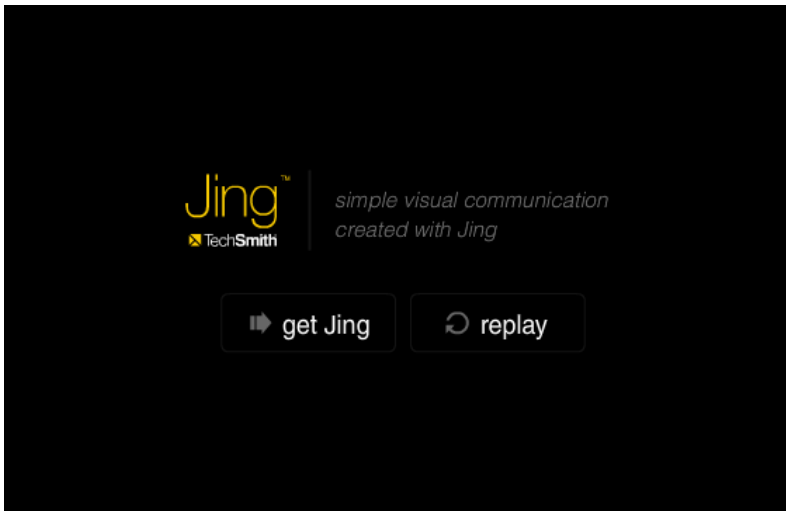 Jing™
TechSmith
simple visual communication
created with Jing
get Jing
replay